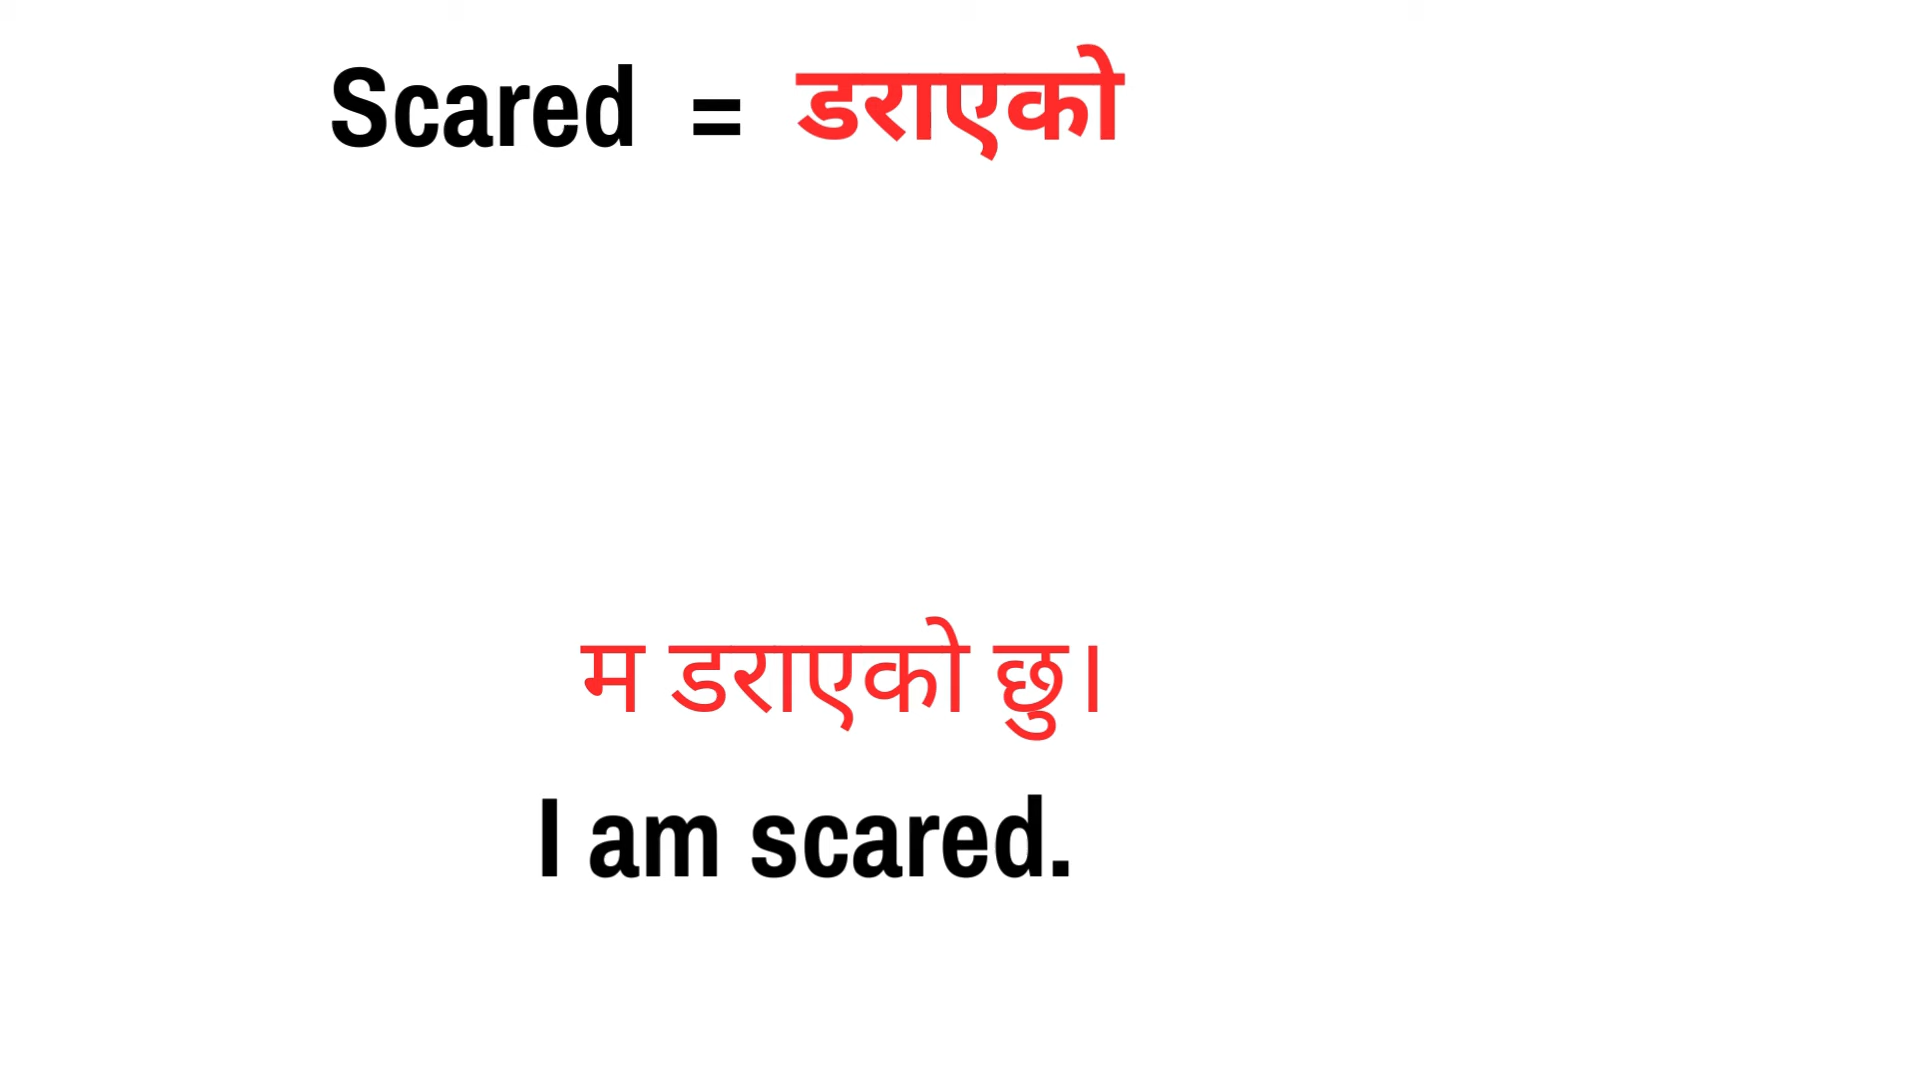 Scared = डराएको
म डराएको छु।
I am scared.